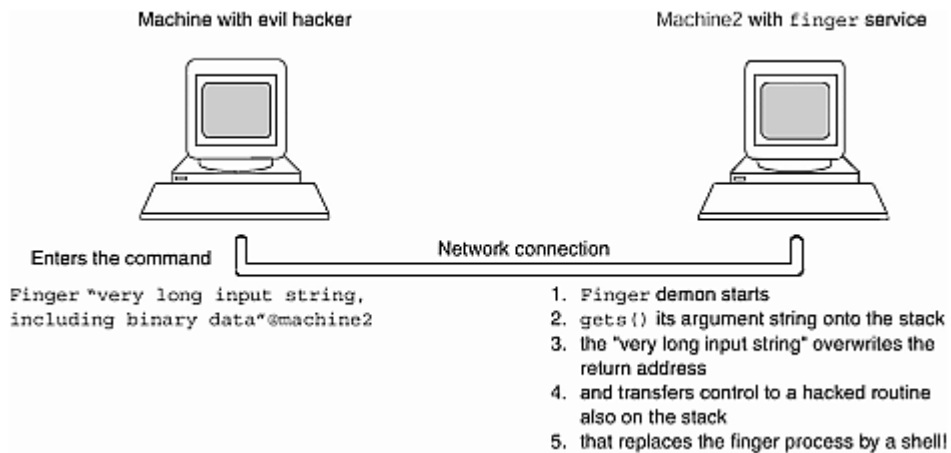 Machine with evil hacker
Machine2 with finger service
Network connection
Enters the command
Finger "very long input string,
including binary data"@machine2
1. Finger demon starts
2. gets() its argument string onto the stack
3. the "very long input string" overwrites the
return address
4. and transfers control to a hacked routine
also on the stack
5. that replaces the finger process by a shell!